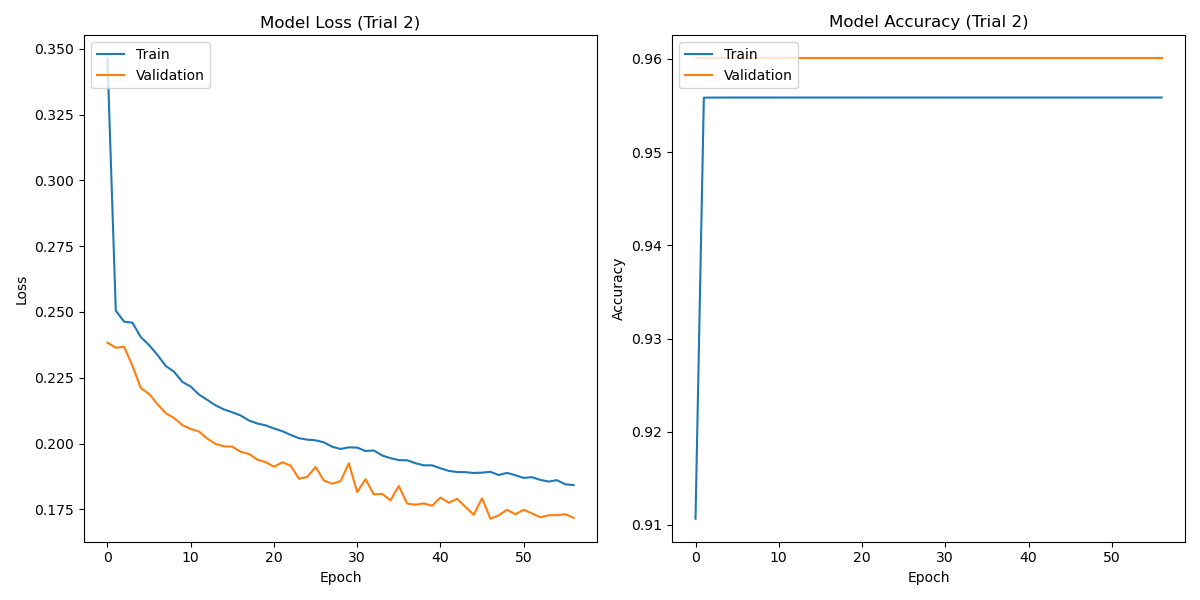 Model Loss (Trial 2)
Train
Validation
0.350
0.325
0.300
0.275
0.250
0.225
0.200
0.175
Loss
0 10 20 30 40 50
Epoch
Model Accuracy (Trial 2)
Train
Validation
0.96
0.95
0.94
0.93
0.92
0.91
Accuracy
0 10 20 30 40 50
Epoch